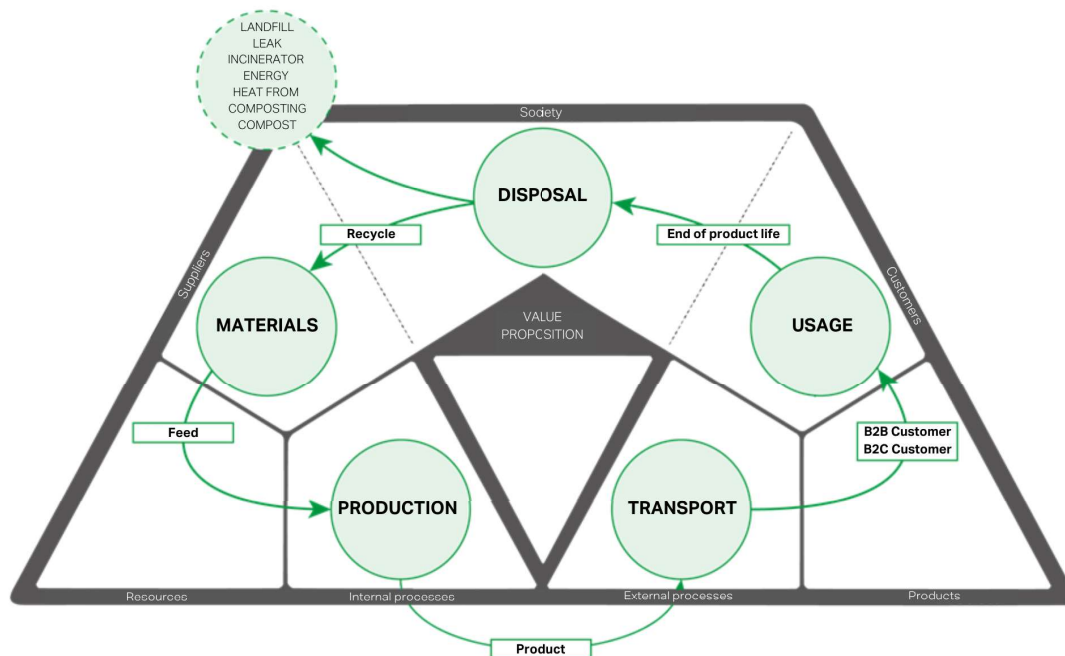 LANDFILL
LEAK
INCINERATOR
ENERGY
HEAT FROM
COMPOSTING
COMPOST
Society
DISPOSAL
Recycle
End of product life
Suppliers
Customers
MATERIALS
VALUE
PROPCSITION
USAGE
Feed
B2B Customer
B2C Customer
PRODUCTION
TRANSPORT
Resources
Internal processes
External processes
Products
Product